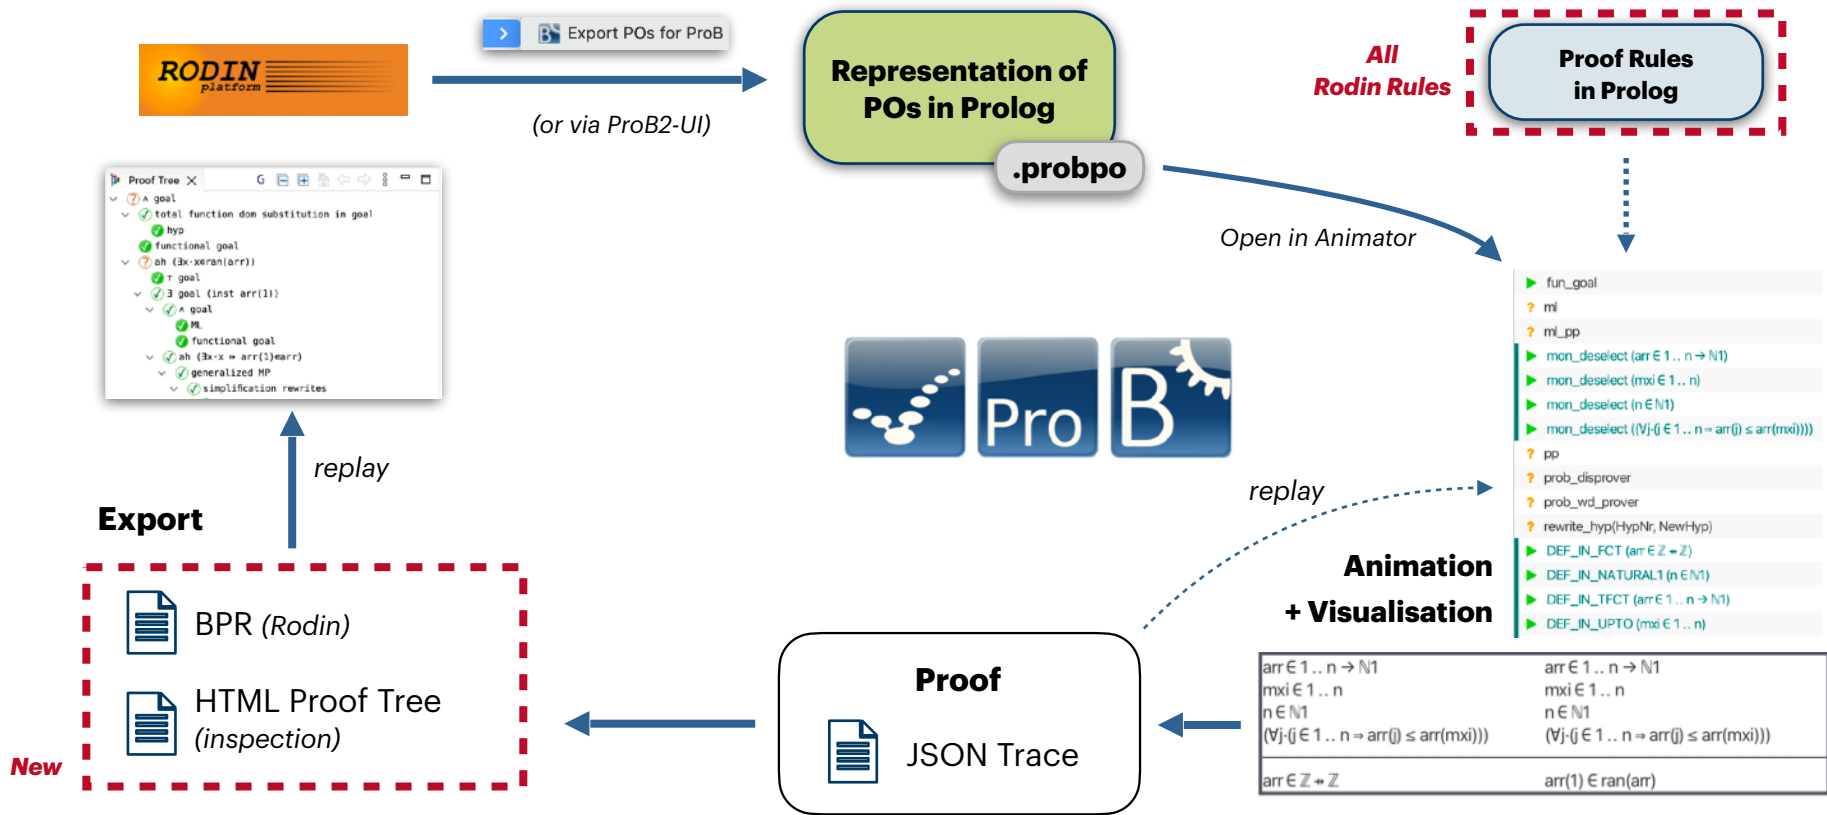 RODIN
platform
Export POs for ProB
(or via ProB2-UI)
Representation of
POs in Prolog
.probpo
All
Rodin Rules
Proof Rules
in Prolog
Open in Animator
Proof Tree
G
∧ goal
total function dom substitution in goal
hyp
functional goal
ah (∃x·x∈ran(arr))
⊤ goal
∃ goal (inst arr(1))
∧ goal
ML
functional goal
ah (∃x·x ↦ arr(1)∈arr)
generalized MP
simplification rewrites
replay
Export
BPR (Rodin)
HTML Proof Tree
(inspection)
New
Pro
B
replay
Animation
+ Visualisation
fun_goal
? ml
? ml_pp
mon_deselect (arr ∈ 1 .. n → ℕ1)
mon_deselect (mxi ∈ 1 .. n)
mon_deselect (n ∈ ℕ1)
mon_deselect ((∀j·(j ∈ 1 .. n ⇒ arr(j) ≤ arr(mxi))))
? pp
? prob_disprover
? prob_wd_prover
? rewrite_hyp(HypNr, NewHyp)
DEF_IN_FCT (arr ∈ ℤ ⇸ ℤ)
DEF_IN_NATURAL1 (n ∈ ℕ1)
DEF_IN_TFCT (arr ∈ 1 .. n → ℕ1)
DEF_IN_UPTO (mxi ∈ 1 .. n)
Proof
JSON Trace
arr ∈ 1 .. n → ℕ1
mxi ∈ 1 .. n
n ∈ ℕ1
(∀j·(j ∈ 1 .. n ⇒ arr(j) ≤ arr(mxi)))
arr ∈ ℤ ⇸ ℤ
arr ∈ 1 .. n → ℕ1
mxi ∈ 1 .. n
n ∈ ℕ1
(∀j·(j ∈ 1 .. n ⇒ arr(j) ≤ arr(mxi)))
arr(1) ∈ ran(arr)